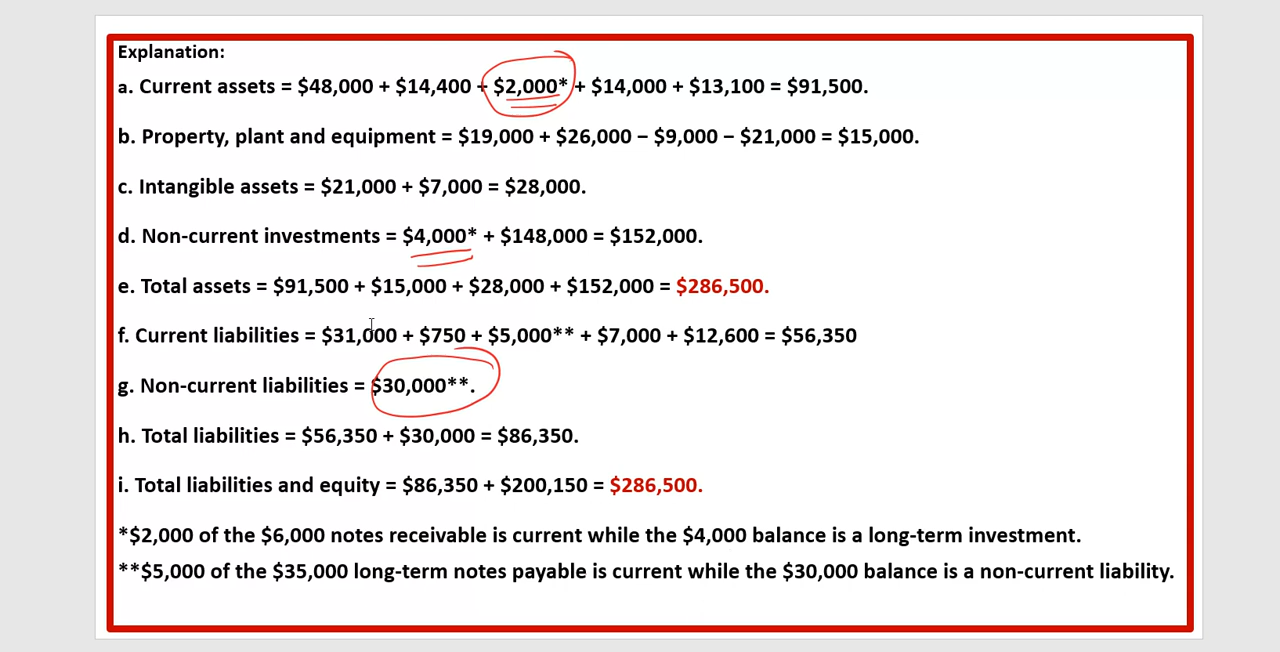 Explanation:
a. Current assets = $48,000 + $14,400 + $2,000* + $14,000 + $13,100 = $91,500.
b. Property, plant and equipment = $19,000 + $26,000 − $9,000 − $21,000 = $15,000.
c. Intangible assets = $21,000 + $7,000 = $28,000.
d. Non-current investments = $4,000* + $148,000 = $152,000.
e. Total assets = $91,500 + $15,000 + $28,000 + $152,000 = $286,500.
f. Current liabilities = $31,000 + $750 + $5,000** + $7,000 + $12,600 = $56,350
g. Non-current liabilities = $30,000**.
h. Total liabilities = $56,350 + $30,000 = $86,350.
i. Total liabilities and equity = $86,350 + $200,150 = $286,500.
*$2,000 of the $6,000 notes receivable is current while the $4,000 balance is a long-term investment.
**$5,000 of the $35,000 long-term notes payable is current while the $30,000 balance is a non-current liability.